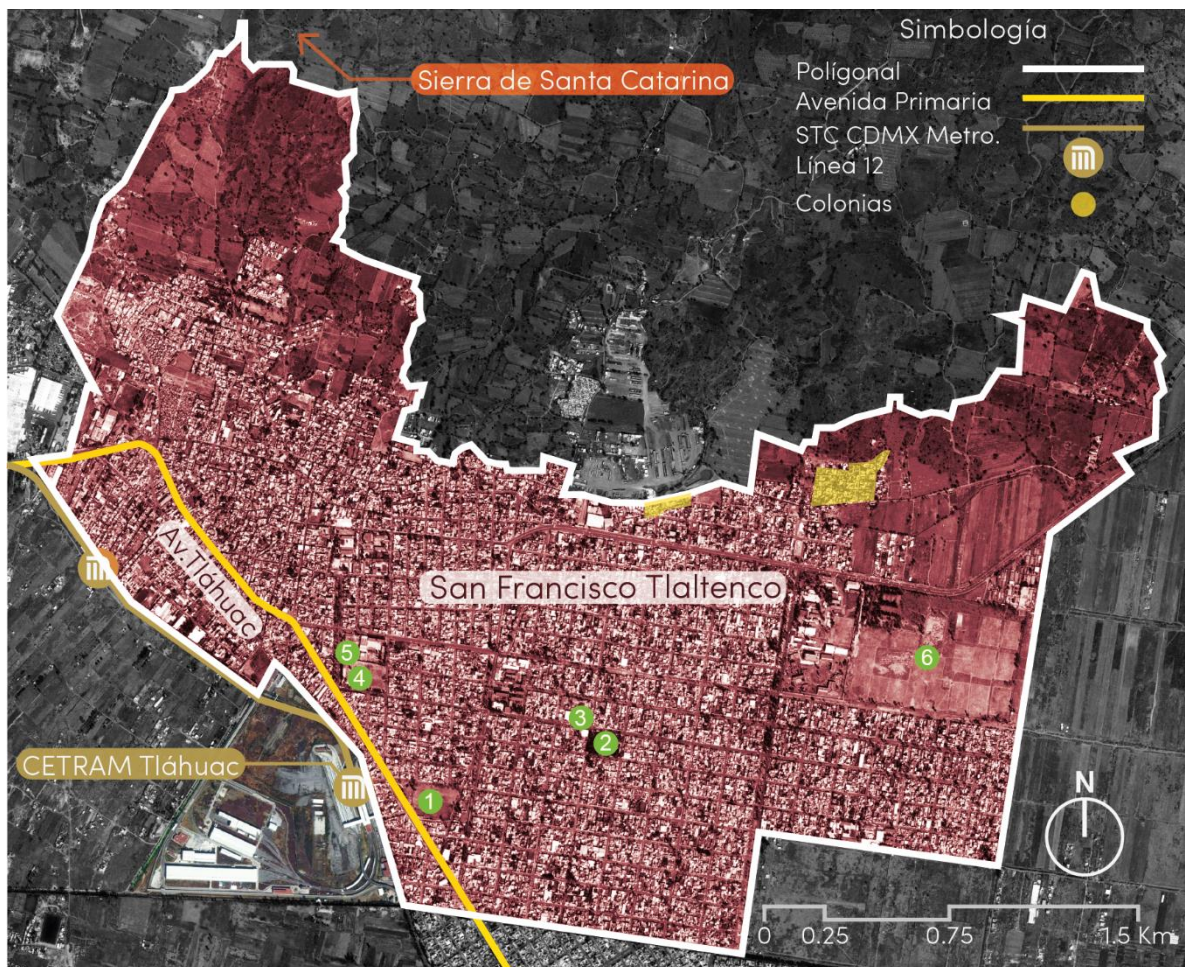 Simbología
Sierra de Santa Catarina
Polígonal
Avenida Primaria
STC CDMX Metro.
Línea 12
Colonias
Av.Tláhuac
San Francisco Tlaltenco
5
4
6
3
2
CETRAM Tláhuac
1
N
0 0.25 0.75 1.5 Km